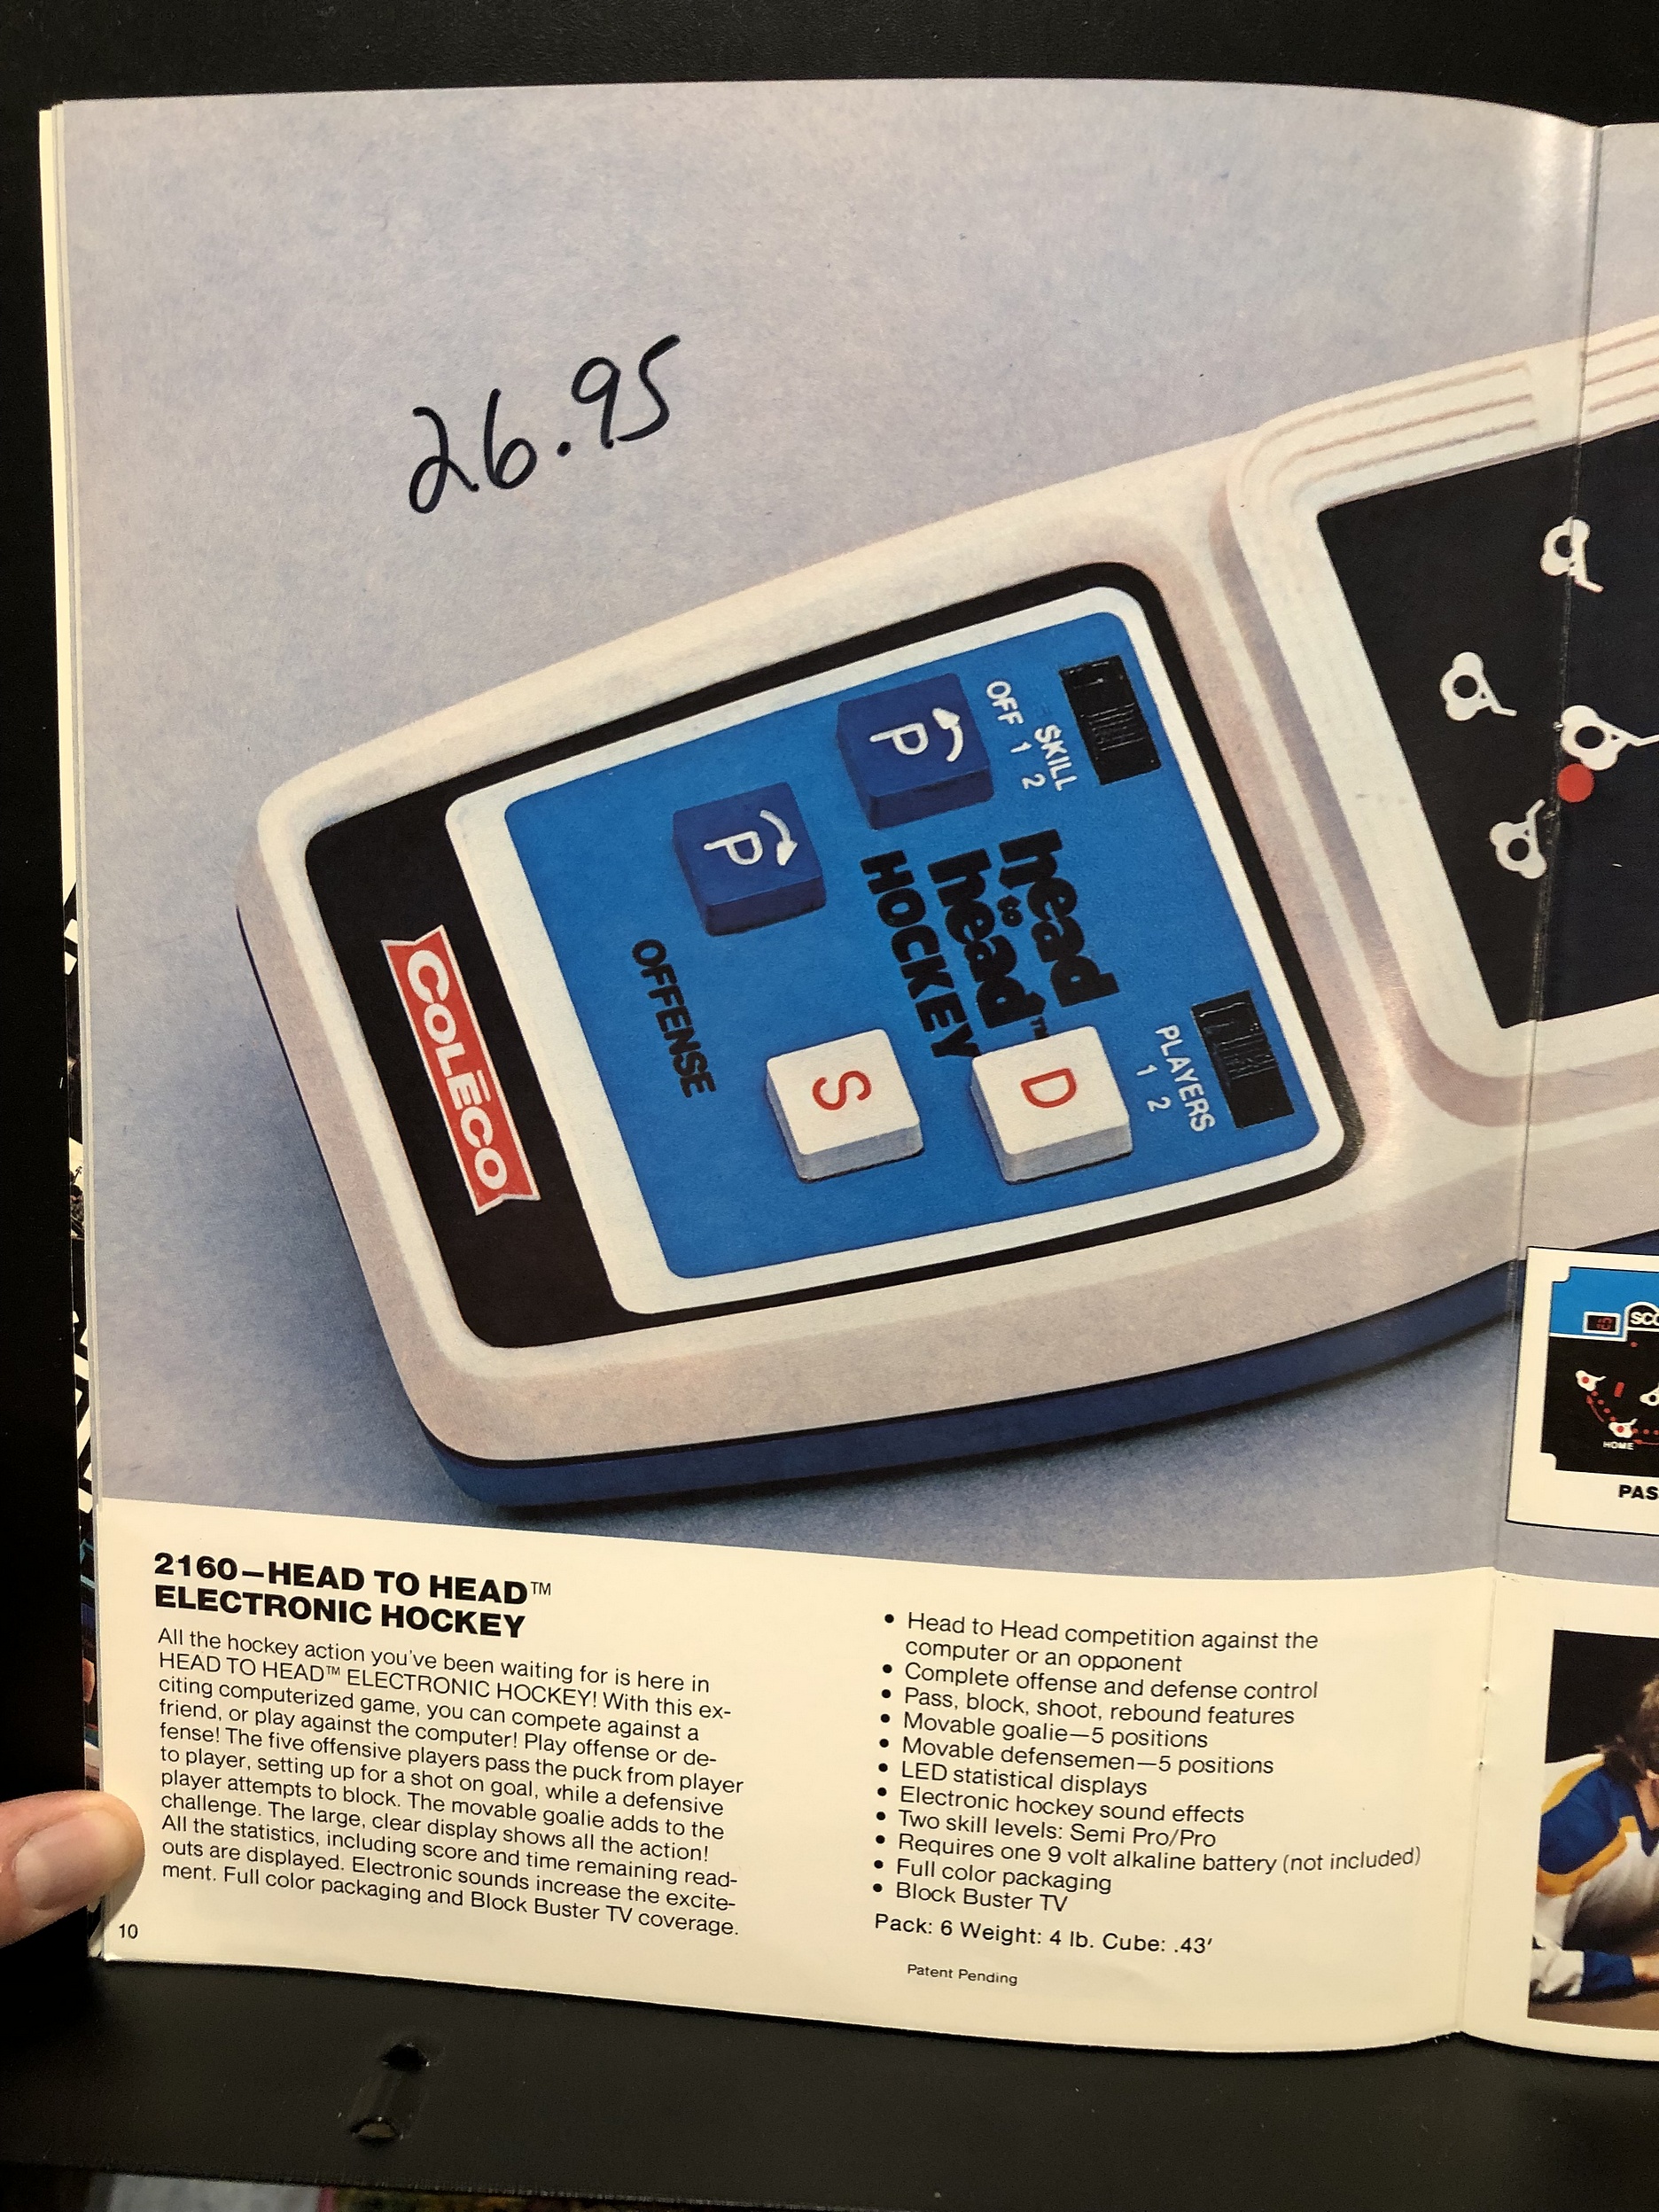 26.95
OFF 1 2
SKILL
P
P
head
to
head™
HOCKEY
OFFENSE
S
D
PLAYERS
1 2
COLECO
10
HOME
2160—HEAD TO HEAD™
ELECTRONIC HOCKEY
All the hockey action you've been waiting for is here in
HEAD TO HEAD™ ELECTRONIC HOCKEY! With this ex-
citing computerized game, you can compete against a
friend, or play against the computer! Play offense or de-
fense! The five offensive players pass the puck from player
to player, setting up for a shot on goal, while a defensive
player attempts to block. The movable goalie adds to the
challenge. The large, clear display shows all the action!
All the statistics, including score and time remaining read-
outs are displayed. Electronic sounds increase the excite-
ment. Full color packaging and Block Buster TV coverage.
10
• Head to Head competition against the
computer or an opponent
• Complete offense and defense control
• Pass, block, shoot, rebound features
• Movable goalie—5 positions
• Movable defensemen—5 positions
• LED statistical displays
• Electronic hockey sound effects
• Two skill levels: Semi Pro/Pro
• Requires one 9 volt alkaline battery (not included)
• Full color packaging
• Block Buster TV
Pack: 6 Weight: 4 lb. Cube: .43'
Patent Pending